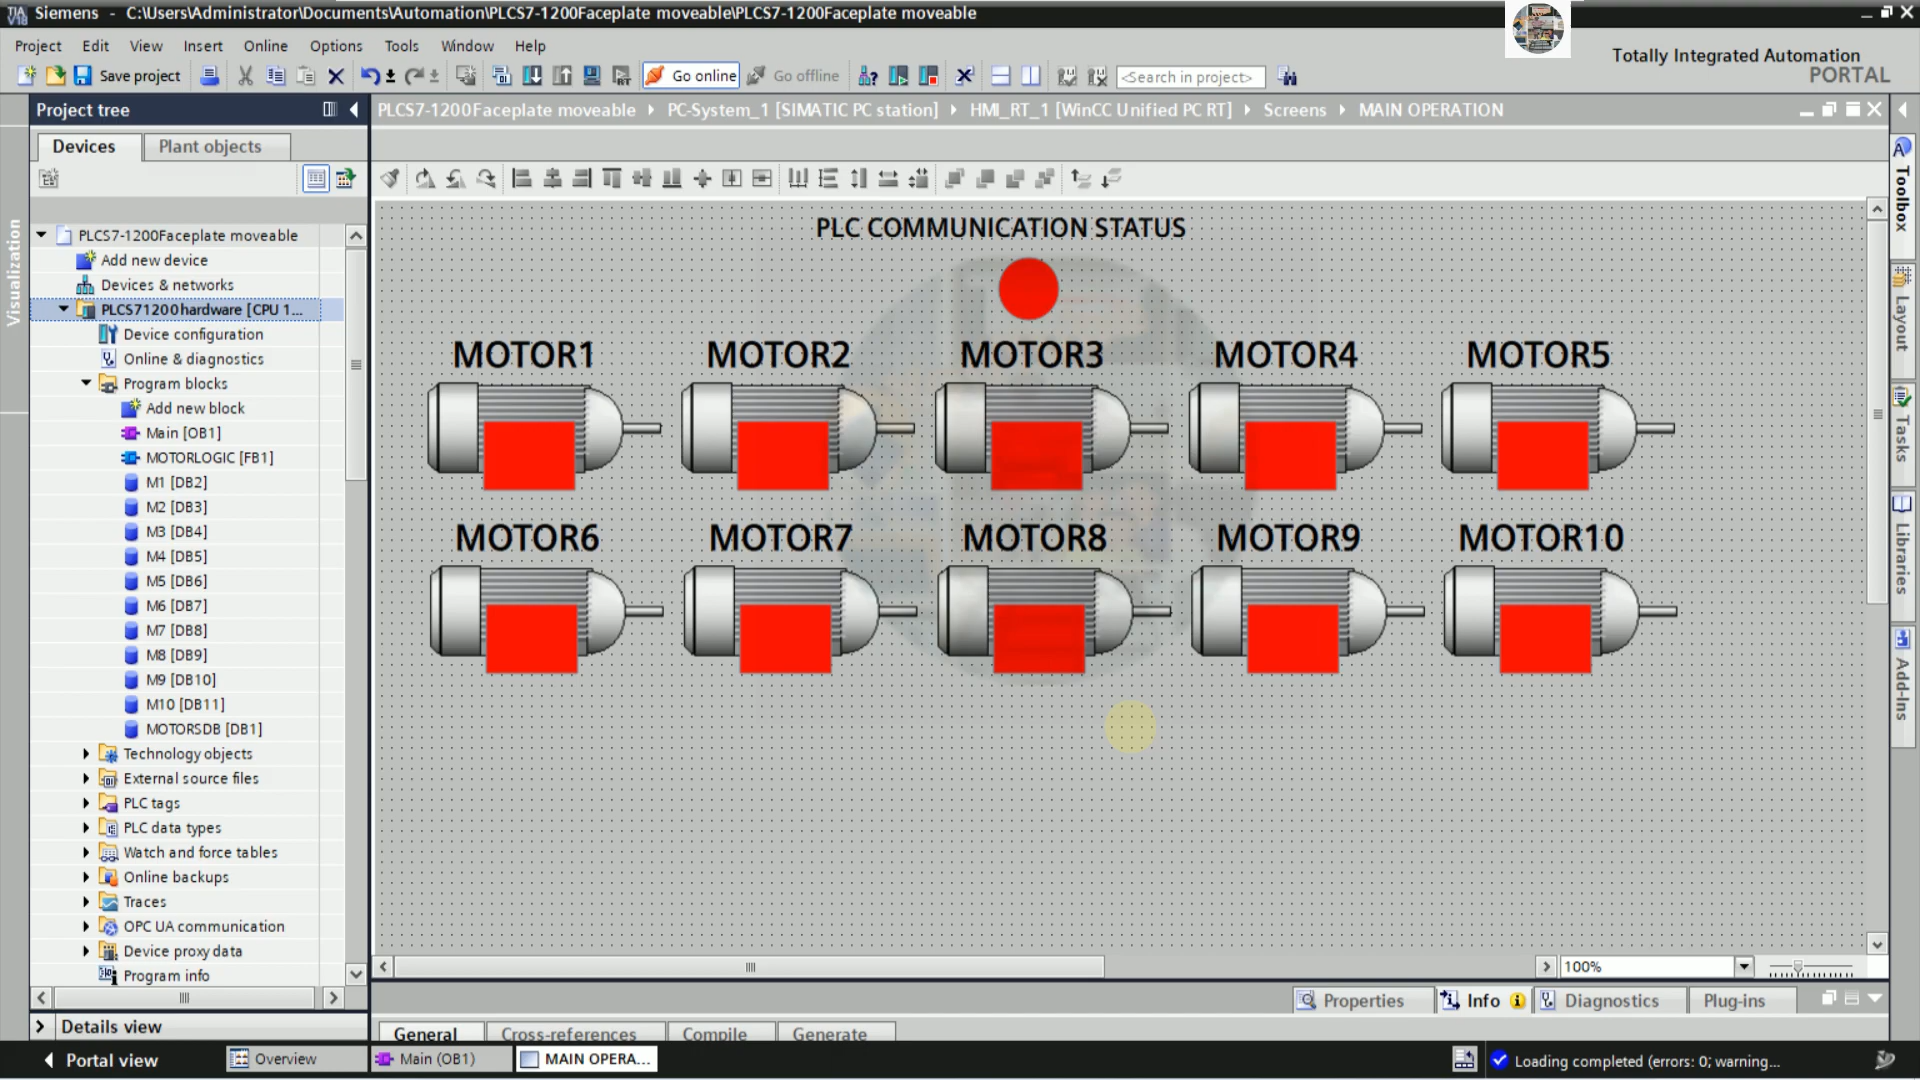 Siemens - C:\Users\Administrator\Documents\Automation\PLCS7-1200Faceplate moveable\PLCS7-1200Faceplate moveable
Project Edit View Insert Online Options Tools Window Help
Totally Integrated Automation
PORTAL
Save project
Go online
Go offline
<Search in project>
Project tree
PLCS7-1200Faceplate moveable
PC-System_1 [SIMATIC PC station]
HMI_RT_1 [WinCC Unified PC RT]
Screens
MAIN OPERATION
Devices
Plant objects
Visualization
PLCS7-1200Faceplate moveable
Add new device
Devices & networks
PLCS71200hardware [CPU 1...
Device configuration
Online & diagnostics
Program blocks
Add new block
Main [OB1]
MOTORLOGIC [FB1]
M1 [DB2]
M2 [DB3]
M3 [DB4]
M4 [DB5]
M5 [DB6]
M6 [DB7]
M7 [DB8]
M8 [DB9]
M9 [DB10]
M10 [DB11]
MOTORSDB [DB1]
Technology objects
External source files
PLC tags
PLC data types
Watch and force tables
Online backups
Traces
OPC UA communication
Device proxy data
Program info
Details view
PLC COMMUNICATION STATUS
MOTOR1
MOTOR2
MOTOR3
MOTOR4
MOTOR5
MOTOR6
MOTOR7
MOTOR8
MOTOR9
MOTOR10
Toolbox
Layout
Tasks
Libraries
Add-Ins
100%
Properties
Info
Diagnostics
Plug-ins
General
Cross-references
Compile
Generate
Portal view
Overview
Main (OB1)
MAIN OPERA...
Loading completed (errors: 0; warning...